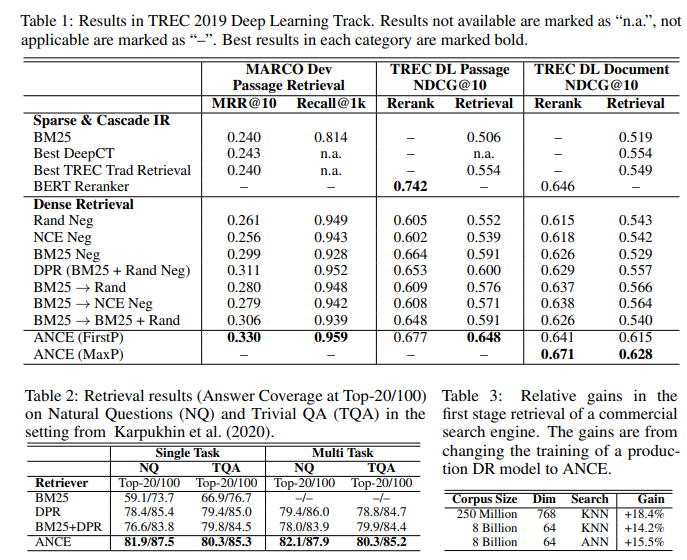 Table 1: Results in TREC 2019 Deep Learning Track. Results not available are marked as “n.a.”, not
applicable are marked as “–”. Best results in each category are marked bold.
MARCO Dev TREC DL Passage TREC DL Document
Passage Retrieval NDCG@10 NDCG@10
MRR@10 Recall@1k Rerank Retrieval Rerank Retrieval
Sparse & Cascade IR
BM25 0.240 0.814 – 0.506 – 0.519
Best DeepCT 0.243 n.a. – n.a. – 0.554
Best TREC Trad Retrieval 0.240 n.a. – 0.554 – 0.549
BERT Reranker – – 0.742 – 0.646 –
Dense Retrieval
Rand Neg 0.261 0.949 0.605 0.552 0.615 0.543
NCE Neg 0.256 0.943 0.602 0.539 0.618 0.542
BM25 Neg 0.299 0.928 0.664 0.591 0.626 0.529
DPR (BM25 + Rand Neg) 0.311 0.952 0.653 0.600 0.629 0.557
BM25 → Rand 0.280 0.948 0.609 0.576 0.637 0.566
BM25 → NCE Neg 0.279 0.942 0.608 0.571 0.638 0.564
BM25 → BM25 + Rand 0.306 0.939 0.648 0.591 0.626 0.540
ANCE (FirstP) 0.330 0.959 0.677 0.648 0.641 0.615
ANCE (MaxP) – – – – 0.671 0.628
Table 2: Retrieval results (Answer Coverage at Top-20/100)
on Natural Questions (NQ) and Trivial QA (TQA) in the
setting from Karpukhin et al. (2020).
Single Task Multi Task
NQ TQA NQ TQA
Retriever Top-20/100 Top-20/100 Top-20/100 Top-20/100
BM25 59.1/73.7 66.9/76.7 –/– –/–
DPR 78.4/85.4 79.4/85.0 79.4/86.0 78.8/84.7
BM25+DPR 76.6/83.8 79.8/84.5 78.0/83.9 79.9/84.4
ANCE 81.9/87.5 80.3/85.3 82.1/87.9 80.3/85.2
Table 3: Relative gains in the
first stage retrieval of a commercial
search engine. The gains are from
changing the training of a produc-
tion DR model to ANCE.
Corpus Size Dim Search Gain
250 Million 768 KNN +18.4%
8 Billion 64 KNN +14.2%
8 Billion 64 ANN +15.5%